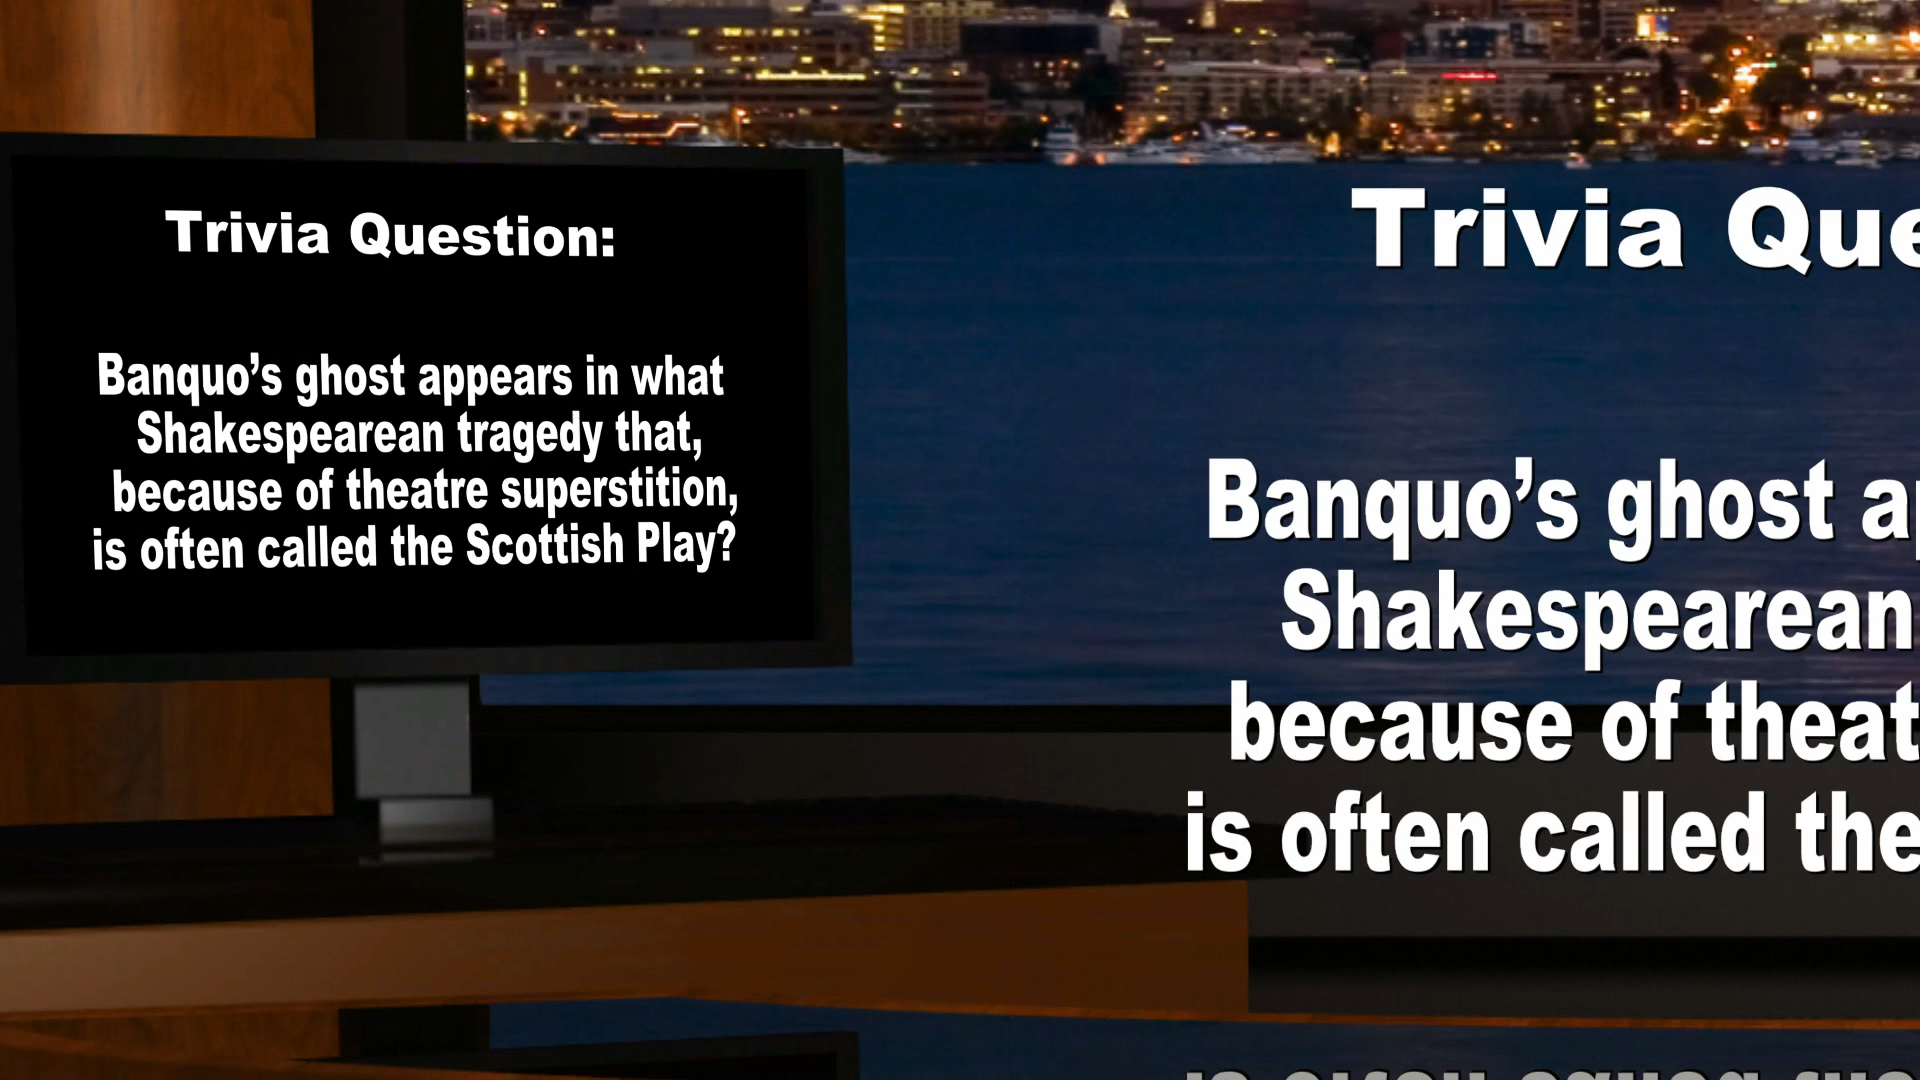 Trivia Question:
Banquo’s ghost appears in what
Shakespearean tragedy that,
because of theatre superstition,
is often called the Scottish Play?
Trivia Que
Banquo’s ghost ap
Shakespearean
because of theat
is often called the